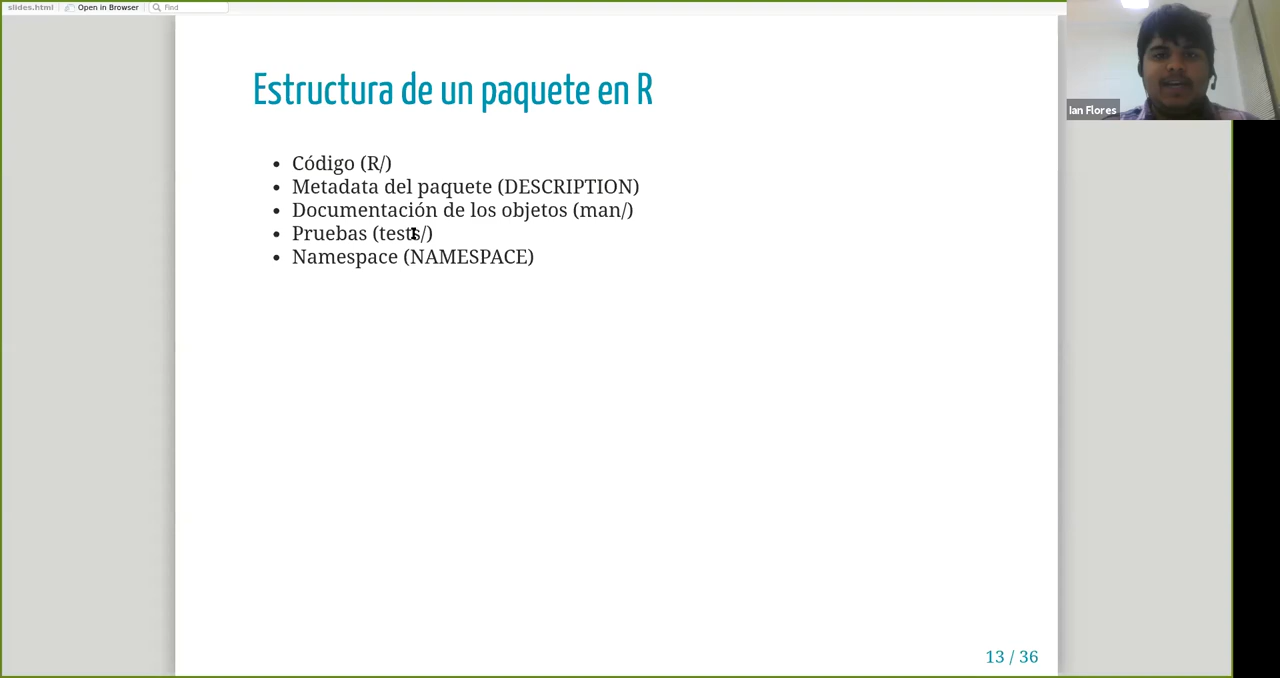 slides.html Open in Browser Find
Estructura de un paquete en R
Ian Flores
• Código (R/)
• Metadata del paquete (DESCRIPTION)
• Documentación de los objetos (man/)
• Pruebas (tests/)
• Namespace (NAMESPACE)
13 / 36